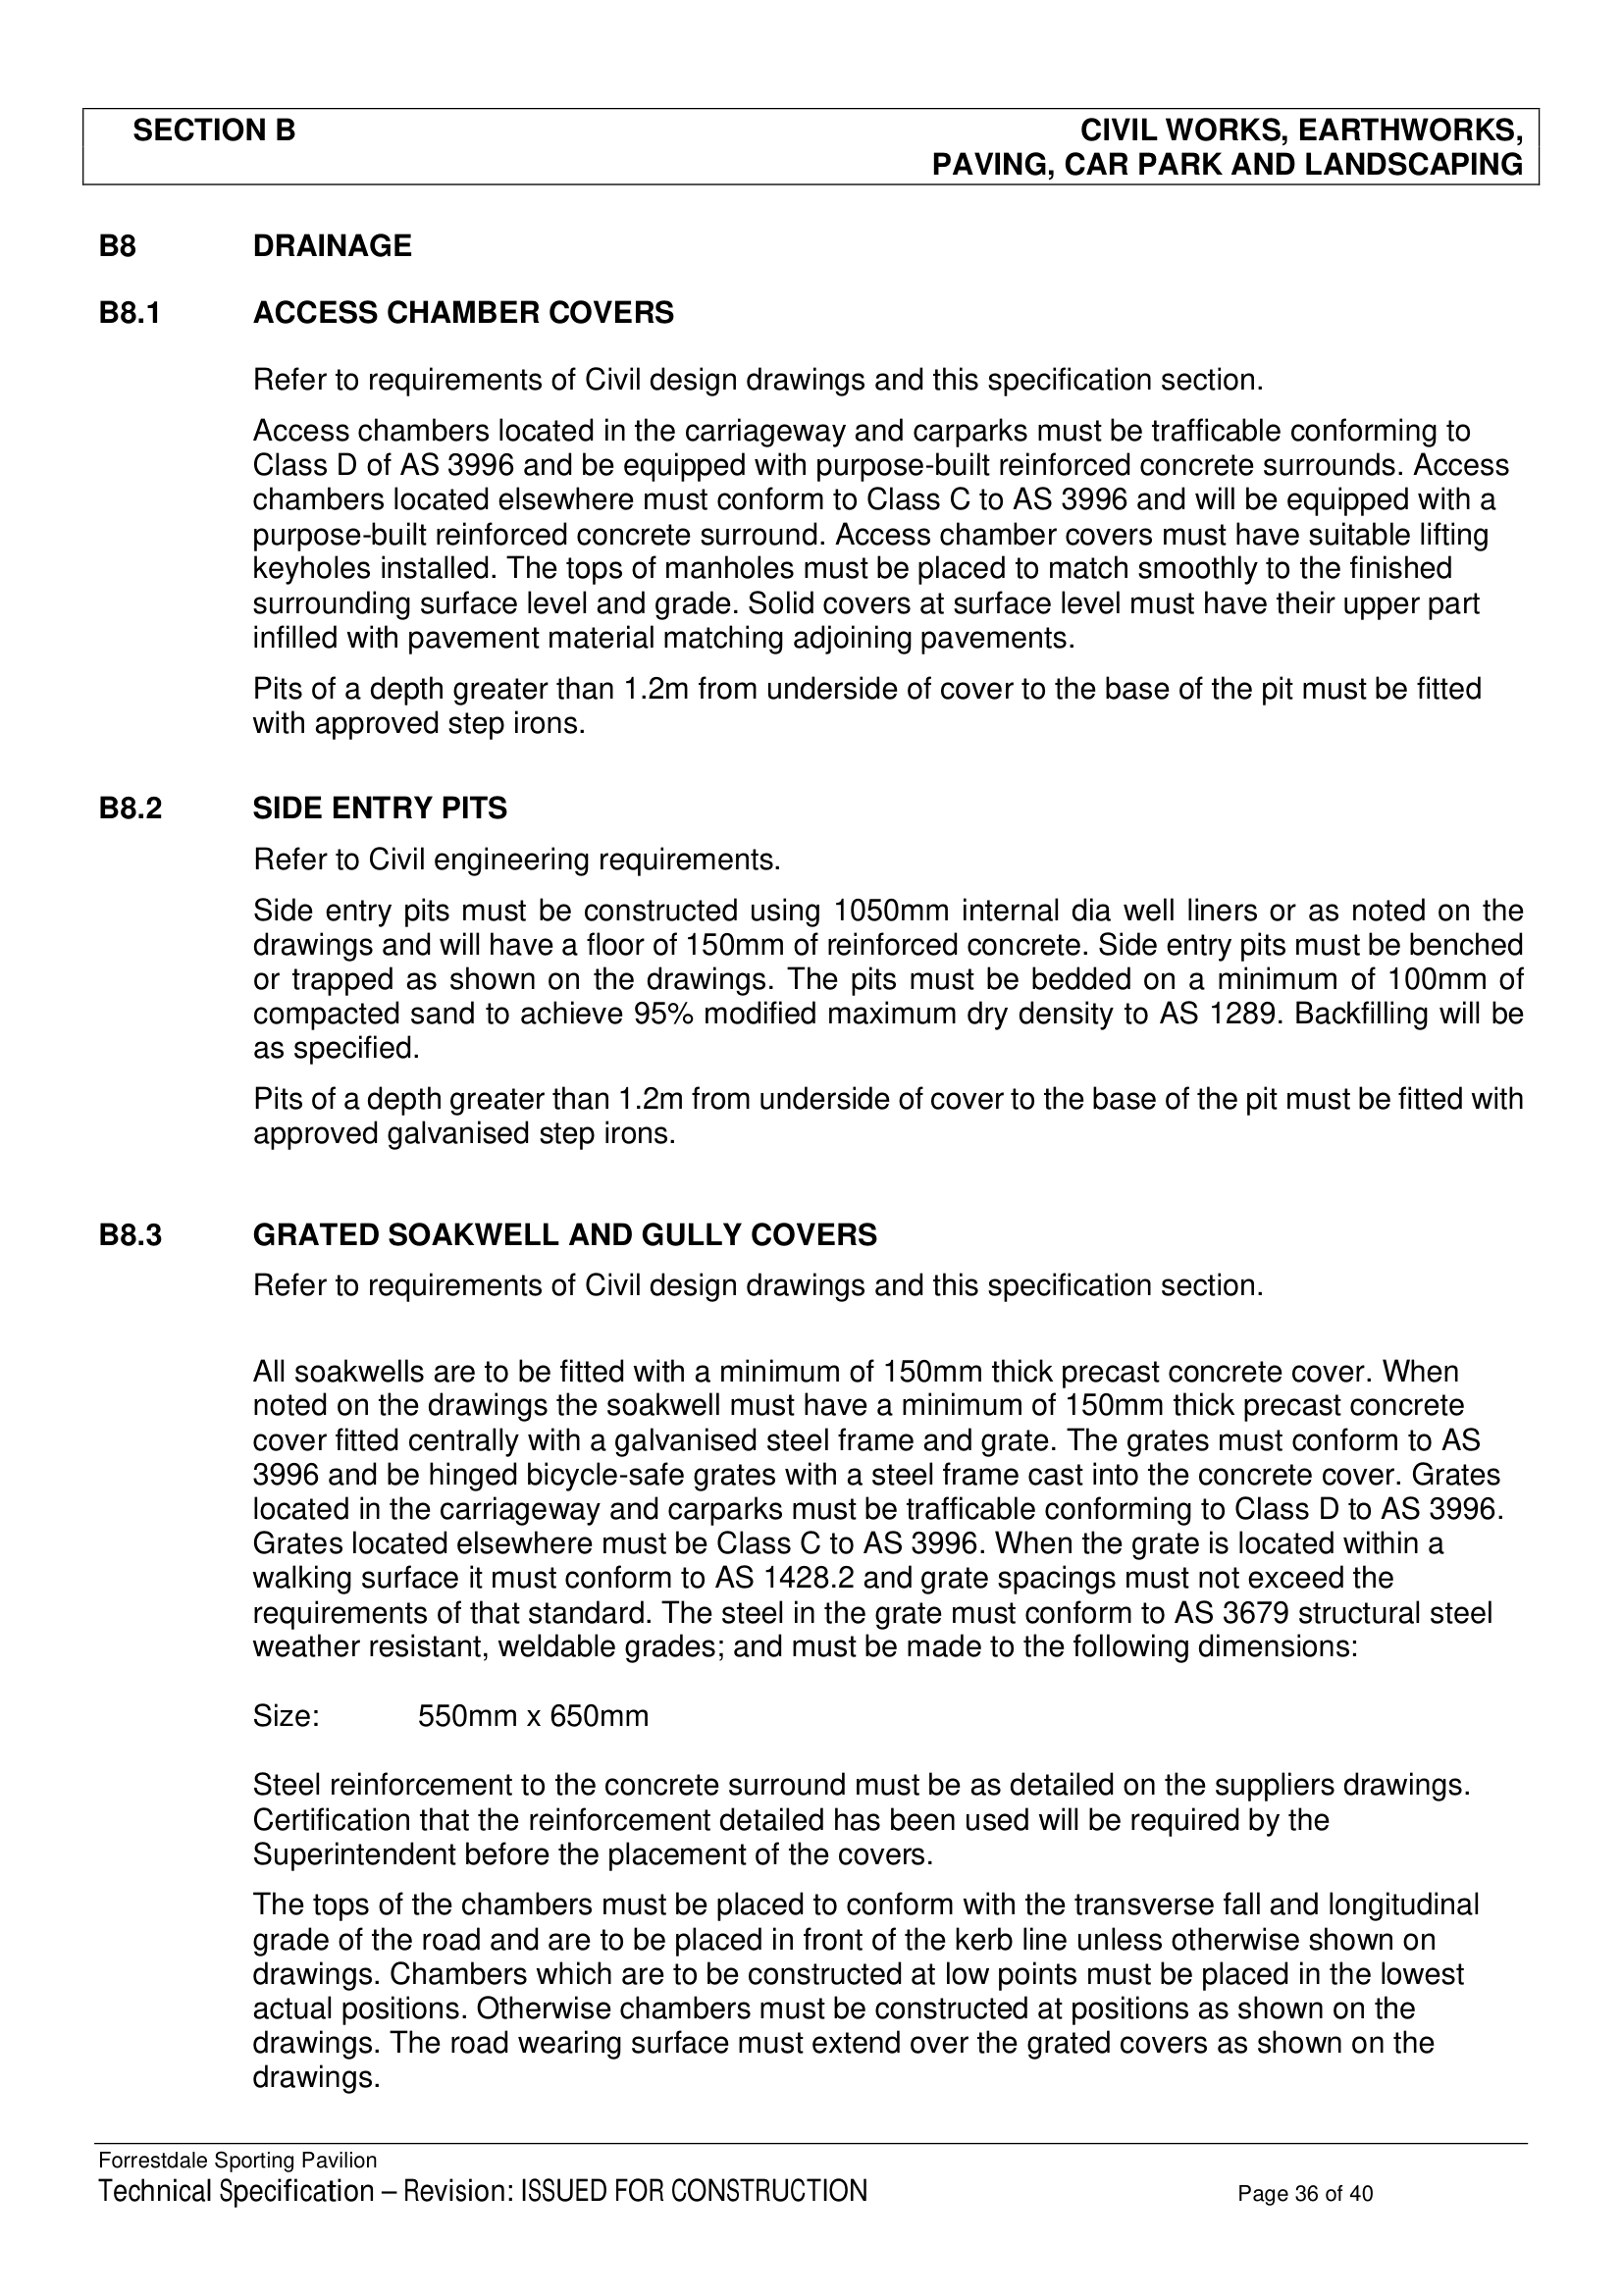 SECTION B
CIVIL WORKS, EARTHWORKS,
PAVING, CAR PARK AND LANDSCAPING
B8 DRAINAGE
B8.1 ACCESS CHAMBER COVERS
Refer to requirements of Civil design drawings and this specification section.
Access chambers located in the carriageway and carparks must be trafficable conforming to
Class D of AS 3996 and be equipped with purpose-built reinforced concrete surrounds. Access
chambers located elsewhere must conform to Class C to AS 3996 and will be equipped with a
purpose-built reinforced concrete surround. Access chamber covers must have suitable lifting
keyholes installed. The tops of manholes must be placed to match smoothly to the finished
surrounding surface level and grade. Solid covers at surface level must have their upper part
infilled with pavement material matching adjoining pavements.
Pits of a depth greater than 1.2m from underside of cover to the base of the pit must be fitted
with approved step irons.
B8.2 SIDE ENTRY PITS
Refer to Civil engineering requirements.
Side entry pits must be constructed using 1050mm internal dia well liners or as noted on the
drawings and will have a floor of 150mm of reinforced concrete. Side entry pits must be benched
or trapped as shown on the drawings. The pits must be bedded on a minimum of 100mm of
compacted sand to achieve 95% modified maximum dry density to AS 1289. Backfilling will be
as specified.
Pits of a depth greater than 1.2m from underside of cover to the base of the pit must be fitted with
approved galvanised step irons.
B8.3 GRATED SOAKWELL AND GULLY COVERS
Refer to requirements of Civil design drawings and this specification section.
All soakwells are to be fitted with a minimum of 150mm thick precast concrete cover. When
noted on the drawings the soakwell must have a minimum of 150mm thick precast concrete
cover fitted centrally with a galvanised steel frame and grate. The grates must conform to AS
3996 and be hinged bicycle-safe grates with a steel frame cast into the concrete cover. Grates
located in the carriageway and carparks must be trafficable conforming to Class D to AS 3996.
Grates located elsewhere must be Class C to AS 3996. When the grate is located within a
walking surface it must conform to AS 1428.2 and grate spacings must not exceed the
requirements of that standard. The steel in the grate must conform to AS 3679 structural steel
weather resistant, weldable grades; and must be made to the following dimensions:
Size: 550mm x 650mm
Steel reinforcement to the concrete surround must be as detailed on the suppliers drawings.
Certification that the reinforcement detailed has been used will be required by the
Superintendent before the placement of the covers.
The tops of the chambers must be placed to conform with the transverse fall and longitudinal
grade of the road and are to be placed in front of the kerb line unless otherwise shown on
drawings. Chambers which are to be constructed at low points must be placed in the lowest
actual positions. Otherwise chambers must be constructed at positions as shown on the
drawings. The road wearing surface must extend over the grated covers as shown on the
drawings.
Forrestdale Sporting Pavilion
Technical Specification – Revision: ISSUED FOR CONSTRUCTION Page 36 of 40